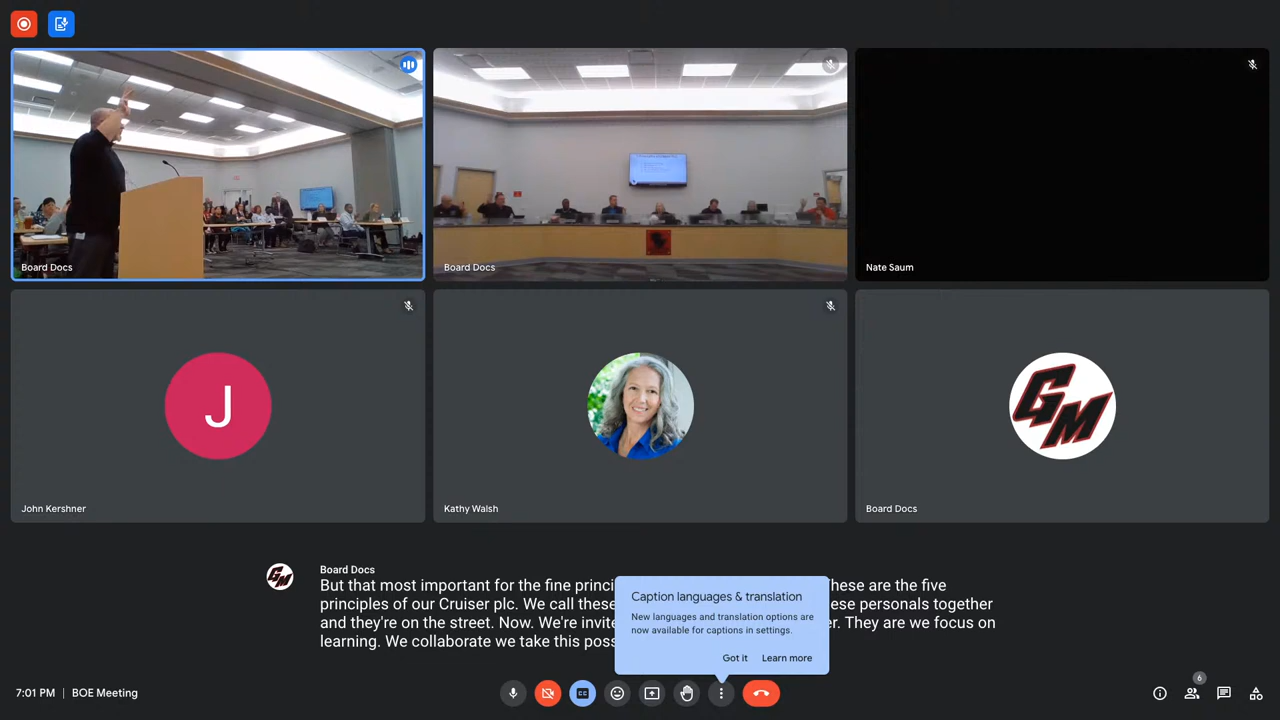 Board Docs
Board Docs
Nate Saum
J
John Kershner
Kathy Walsh
GM
Board Docs
GM
Board Docs
But that most important for the fine princi hese are the five
principles of our Cruiser plc. We call these ese personals together
and they're on the street. Now. We're invite r. They are we focus on
learning. We collaborate we take this poss
Caption languages & translation
New languages and translation options are
now available for captions in settings.
Got it Learn more
7:01 PM | BOE Meeting
CC
6